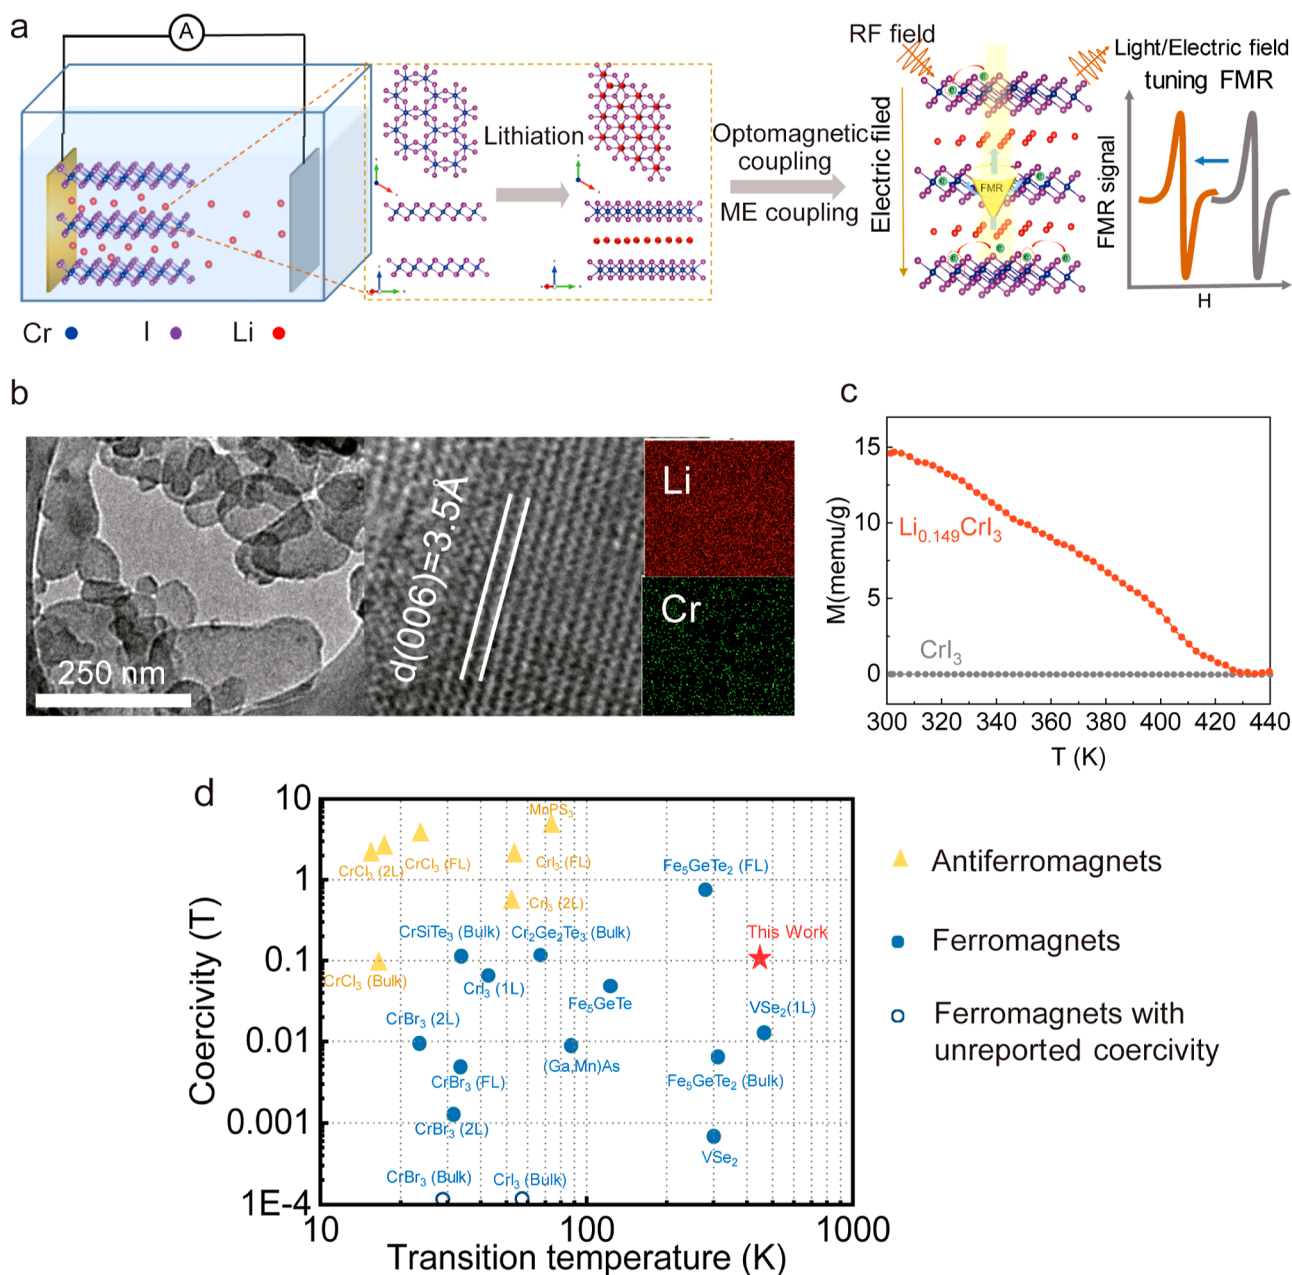 a
A
Lithiation
Optomagnetic
coupling
ME coupling
RF field
Electric filed
FMR
Light/Electric field
tuning FMR
FMR signal
H
Cr
I
Li
b
250 nm
d(006)=3.5Å
Li
Cr
c
M(memu/g)
15
10
5
0
Li0.149CrI3
CrI3
300 320 340 360 380 400 420 440
T (K)
d
Coercivity (T)
10
1
0.1
0.01
0.001
1E-4
MnPS3
CrCl3 (2L)
CrCl3 (FL)
CrI3 (FL)
Fe5GeTe2 (FL)
CrI3 (2L)
CrSiTe3 (Bulk)
Cr2Ge2Te3 (Bulk)
This Work
CrCl3 (Bulk)
CrI3 (1L)
Fe5GeTe
VSe2(1L)
CrBr3 (2L)
(Ga,Mn)As
CrBr3 (FL)
Fe5GeTe2 (Bulk)
CrBr3 (2L)
VSe2
CrBr3 (Bulk)
CrI3 (Bulk)
10 100 1000
Transition temperature (K)
Antiferromagnets
Ferromagnets
Ferromagnets with
unreported coercivity